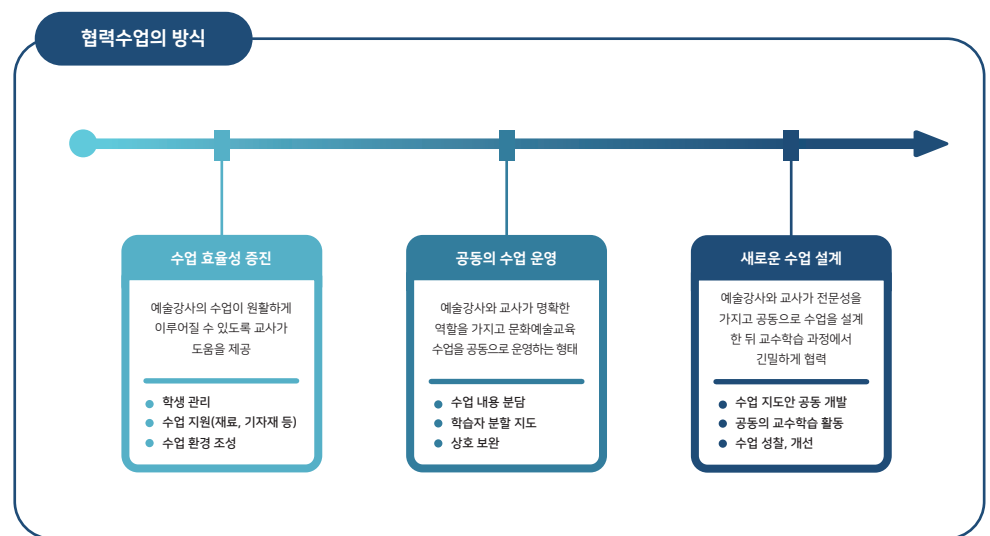 협력수업의 방식
수업 효율성 증진
예술강사의 수업이 원활하게
이루어질 수 있도록 교사가
도움을 제공
학생 관리
수업 지원(재료, 기자재 등)
수업 환경 조성
공동의 수업 운영
예술강사와 교사가 명확한
역할을 가지고 문화예술교육
수업을 공동으로 운영하는 형태
수업 내용 분담
학습자 분할 지도
상호 보완
새로운 수업 설계
예술강사와 교사가 전문성을
가지고 공동으로 수업을 설계
한 뒤 교수학습 과정에서
긴밀하게 협력
수업 지도안 공동 개발
공동의 교수학습 활동
수업 성찰, 개선